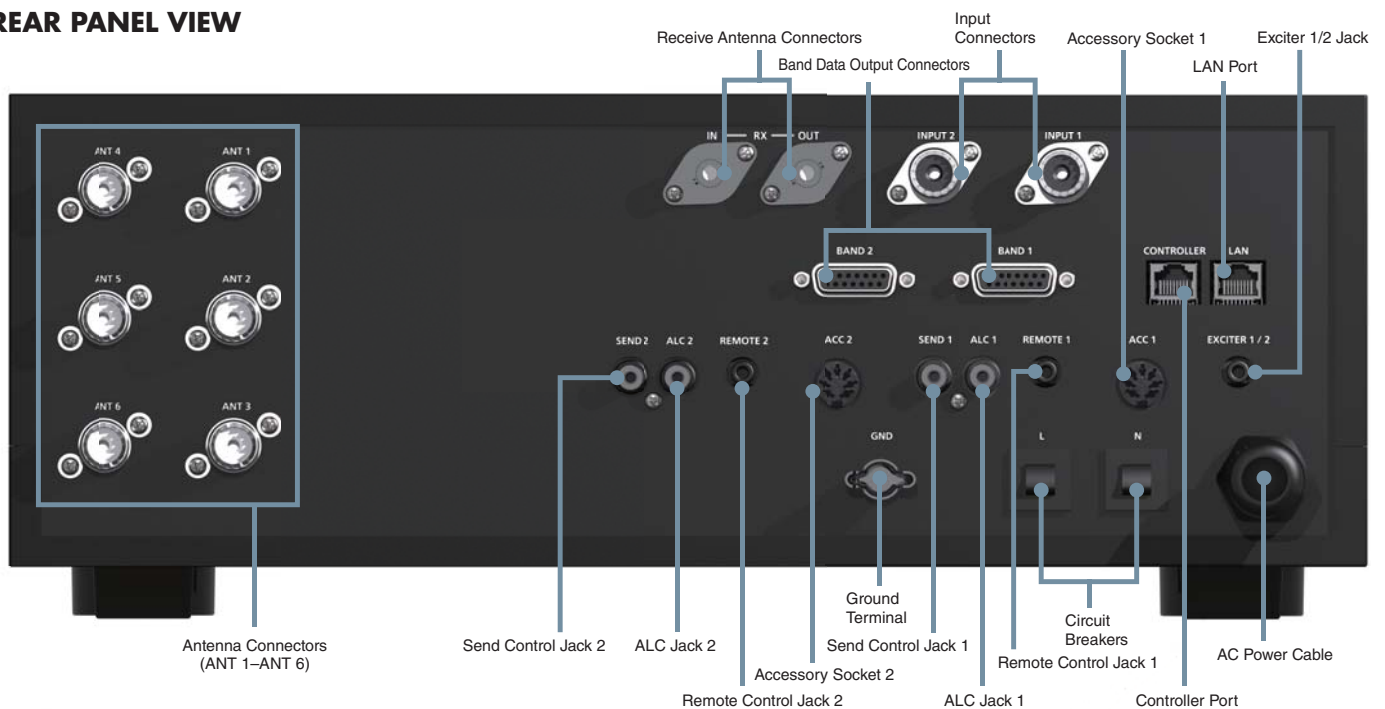 REAR PANEL VIEW
Input
Connectors
Receive Antenna Connectors
Accessory Socket 1
Exciter 1/2 Jack
Band Data Output Connectors
LAN Port
IN RX OUT
INPUT 2
INPUT 1
ANT 4
ANT 1
BAND 2
BAND 1
CONTROLLER
LAN
ANT 5
ANT 2
SEND 2
ALC 2
REMOTE 2
ACC 2
SEND 1
ALC 1
REMOTE 1
ACC 1
EXCITER 1 / 2
ANT 6
ANT 3
GND
L
N
Ground
Terminal
Circuit
Breakers
Antenna Connectors
(ANT 1–ANT 6)
Send Control Jack 2
ALC Jack 2
Send Control Jack 1
Remote Control Jack 1
AC Power Cable
Accessory Socket 2
Remote Control Jack 2
ALC Jack 1
Controller Port